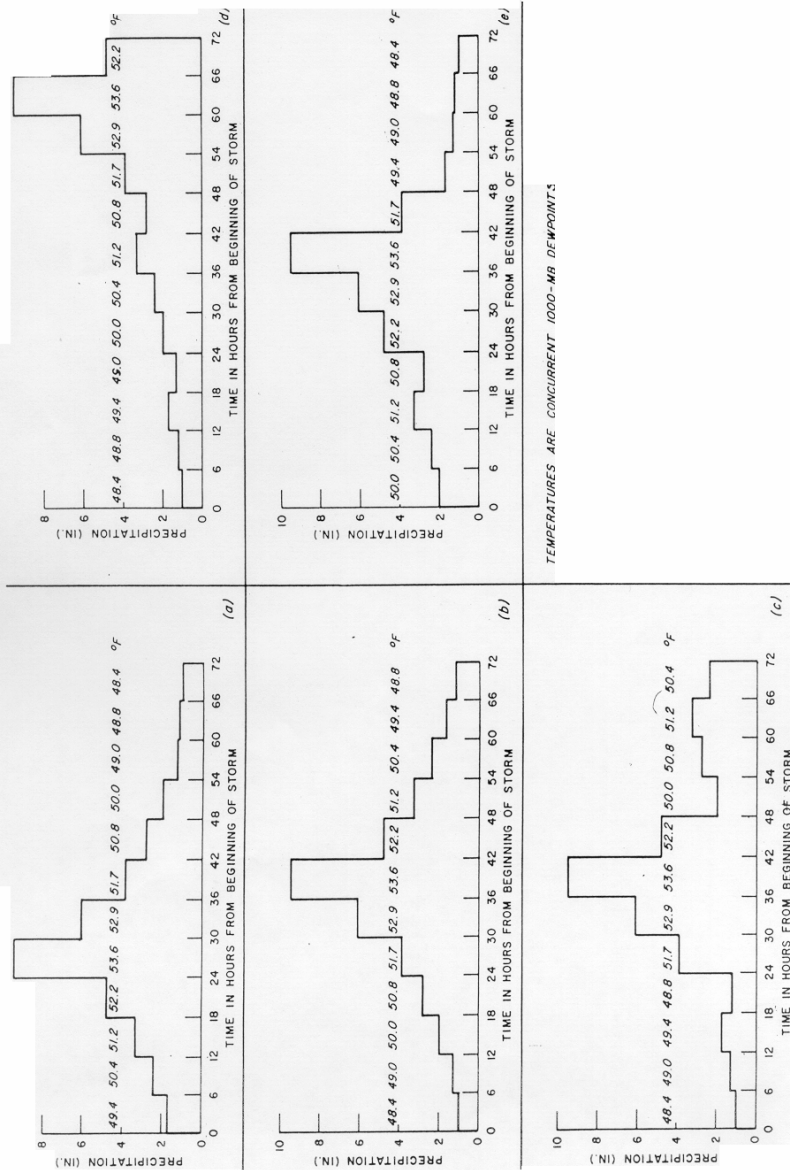 PRECIPITATION (IN.)
8
6
4
2
0
49.4 50.4 51.2 52.2 53.6 52.9 51.7 50.8 50.0 49.0 48.8 48.4 °F
0 6 12 18 24 30 36 42 48 54 60 66 72
TIME IN HOURS FROM BEGINNING OF STORM
(a)
PRECIPITATION (IN.)
10
8
6
4
2
0
48.4 49.0 50.0 50.8 51.7 52.9 53.6 52.2 51.2 50.4 49.4 48.8
0 6 12 18 24 30 36 42 48 54 60 66 72
TIME IN HOURS FROM BEGINNING OF STORM
(b)
PRECIPITATION (IN.)
10
8
6
4
2
0
48.4 49.0 49.4 48.8 51.7 52.9 53.6 52.2 50.0 50.8 51.2 50.4 °F
0 6 12 18 24 30 36 42 48 54 60 66 72
TIME IN HOURS FROM BEGINNING OF STORM
(c)
PRECIPITATION (IN.)
8
6
4
2
0
48.4 48.8 49.4 49.0 50.0 50.4 51.2 50.8 51.7 52.9 53.6 52.2 °F
0 6 12 18 24 30 36 42 48 54 60 66 72
TIME IN HOURS FROM BEGINNING OF STORM
(d)
PRECIPITATION (IN.)
10
8
6
4
2
0
50.0 50.4 51.2 50.8 52.2 52.9 53.6 51.7 49.4 49.0 48.8 48.4 °F
0 6 12 18 24 30 36 42 48 54 60 66 72
TIME IN HOURS FROM BEGINNING OF STORM
(e)
TEMPERATURES ARE CONCURRENT 1000-MB DEWPOINTS